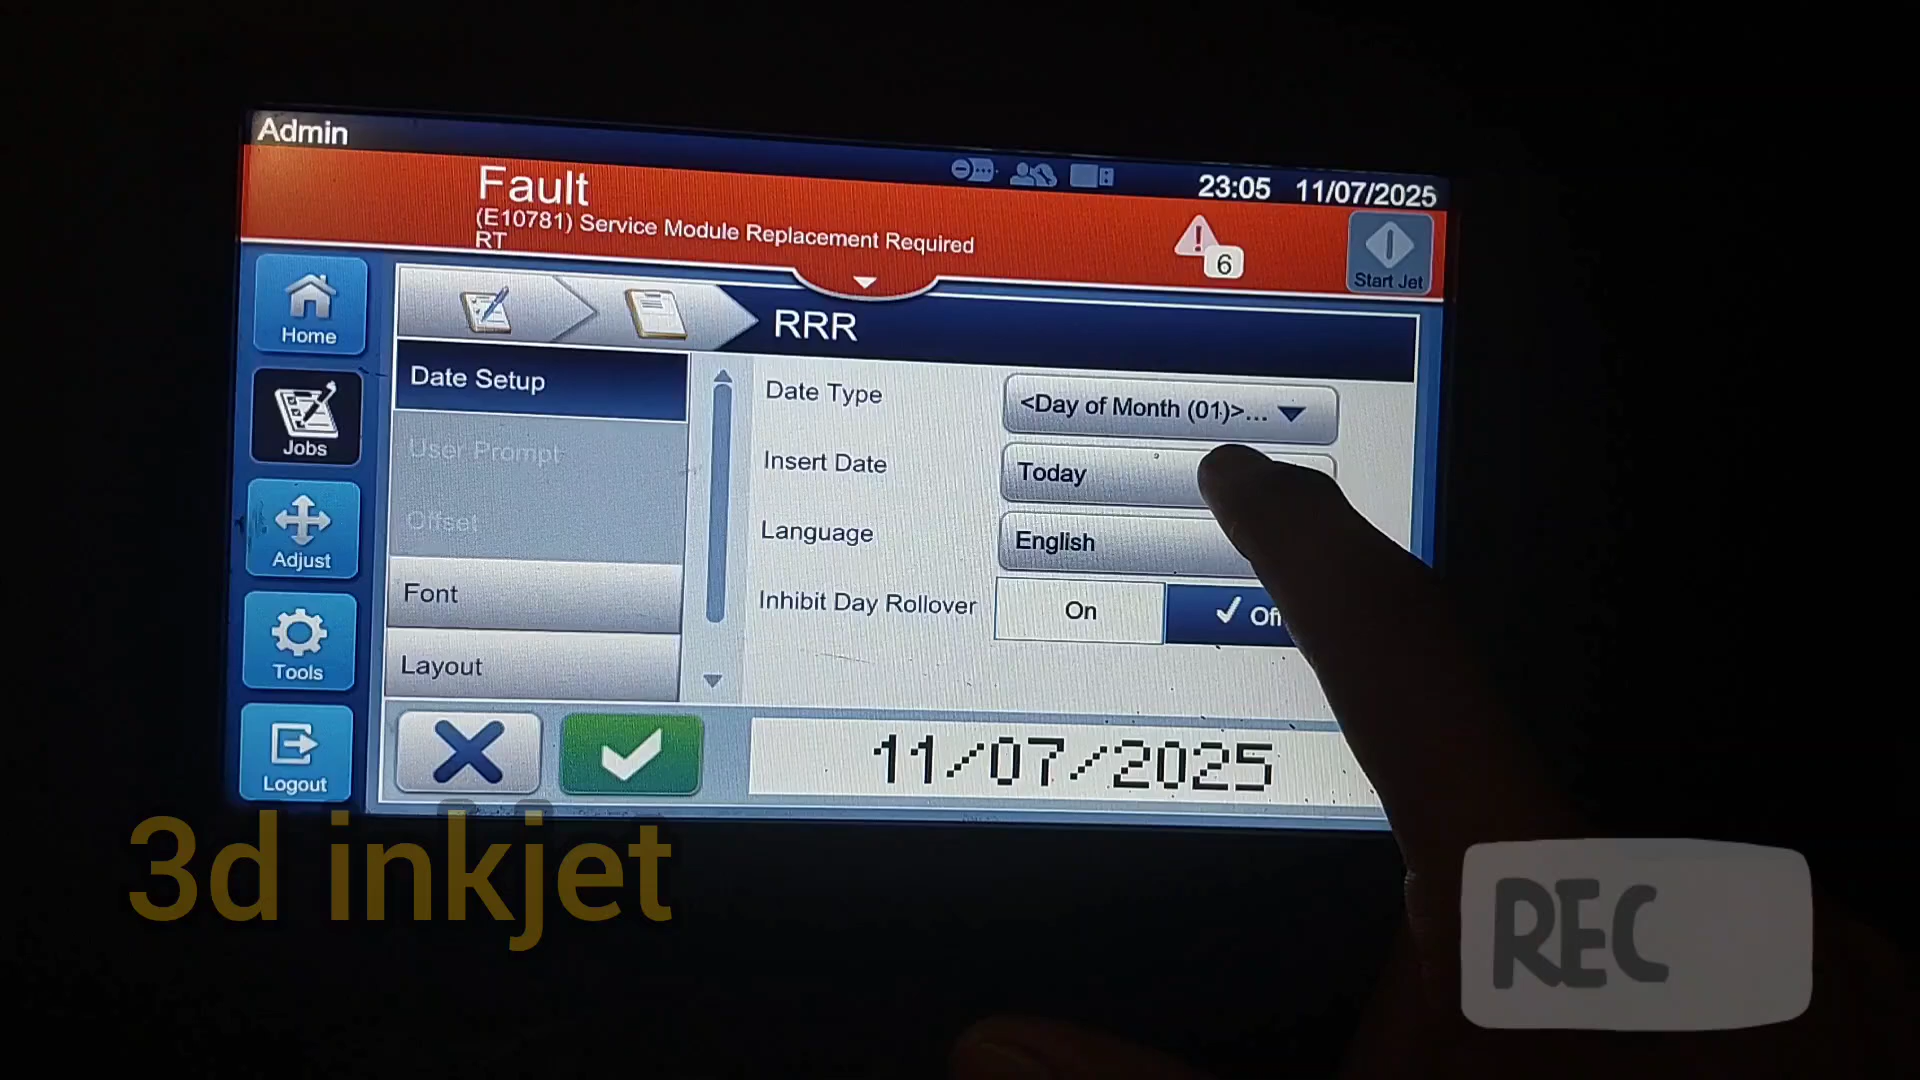 Admin
23:05 11/07/2025
Fault
(E10781) Service Module Replacement Required
RT
6
Start Jet
Home
RRR
Date Setup
Date Type
<Day of Month (01)>...
Jobs
User Prompt
Insert Date
Today
Offset
Language
English
Adjust
Font
Inhibit Day Rollover
On
Off
Tools
Layout
11/07/2025
Logout
3d inkjet
REC